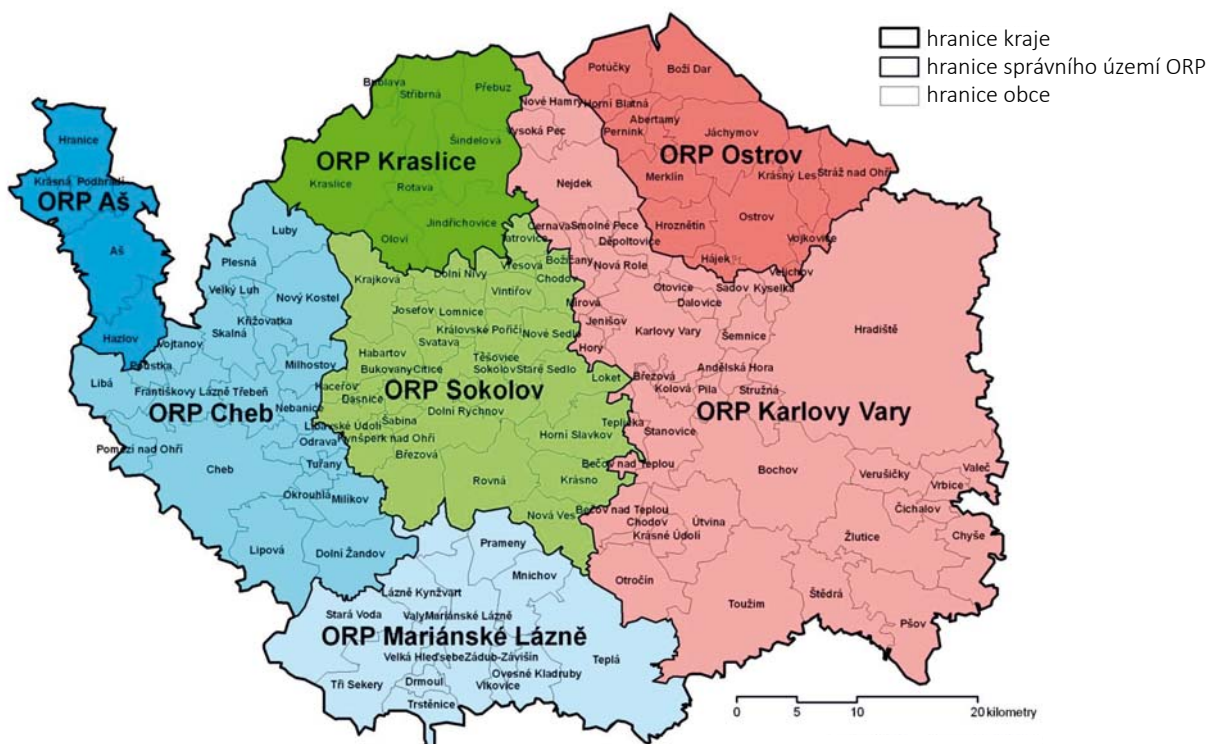 hranice kraje
hranice správního území ORP
hranice obce
Potůčky
Boží Dar
Bublava
Stříbrná
Přebuz
Nové Hamry
Horní Blatná
Abertamy
Vysoká Pec
Pernink
Jáchymov
Hranice
Šindelová
ORP Kraslice
ORP Ostrov
Krásný Les
Stráž nad Ohří
Merklín
Nejdek
Krásná
Podhradí
ORP Aš
Kraslice
Rotava
Ostrov
Hroznětín
Jindřichovice
Černava
Smolné Pece
Luby
Oloví
Tatrovice
Děpoltovice
Vojkovice
Aš
Plesná
Hájek
Božičany
Vřesová
Nová Role
Velichov
Krajková
Dolní Nivy
Chodov
Velký Luh
Nový Kostel
Vintířov
Otovice
Sadov
Kyselka
Mírová
Dalovice
Josefov
Lomnice
Křižovatka
Jenišov
Skalná
Královské Poříčí
Nové Sedlo
Karlovy Vary
Hradiště
Hazlov
Vojtanov
Svatava
Šemnice
Hory
Habartov
Těšovice
Poustka
Milhostov
Bukovany
Citice
Sokolov
Staré Sedlo
Andělská Hora
Libá
Loket
Březová
Kaceřov
ORP Sokolov
Kolová
Pila
Stružná
Františkovy Lázně
Třebeň
Dasnice
ORP Cheb
Nebanice
Dolní Rychnov
ORP Karlovy Vary
Šabina
Teplička
Libavské Údolí
Stanovice
Kynšperk nad Ohří
Horní Slavkov
Odrava
Pomezí nad Ohří
Březová
Tuřany
Bečov nad Teplou
Cheb
Bochov
Verušičky
Valeč
Rovná
Krásno
Vrbice
Okrouhlá
Milíkov
Čichalov
Nová Ves
Bečov nad Teplou
Chodov
Útvina
Krásné Údolí
Žlutice
Chyše
Prameny
Lipová
Dolní Žandov
Mnichov
Otročín
Lázně Kynžvart
Štědrá
Toužim
Stará Voda
Valy
Mariánské Lázně
Pšov
ORP Mariánské Lázně
Velká Hleďsebe
Zádub-Závišín
Teplá
Ovesné Kladruby
Tři Sekery
Drmoul
Vlkovice
Trstěnice
0 5 10 20 kilometry